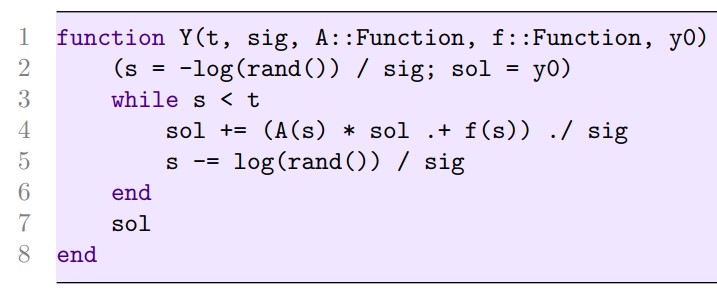 1 function Y(t, sig, A::Function, f::Function, y0)
2     (s = -log(rand()) / sig; sol = y0)
3     while s < t
4         sol += (A(s) * sol .+ f(s)) ./ sig
5         s -= log(rand()) / sig
6     end
7     sol
8 end